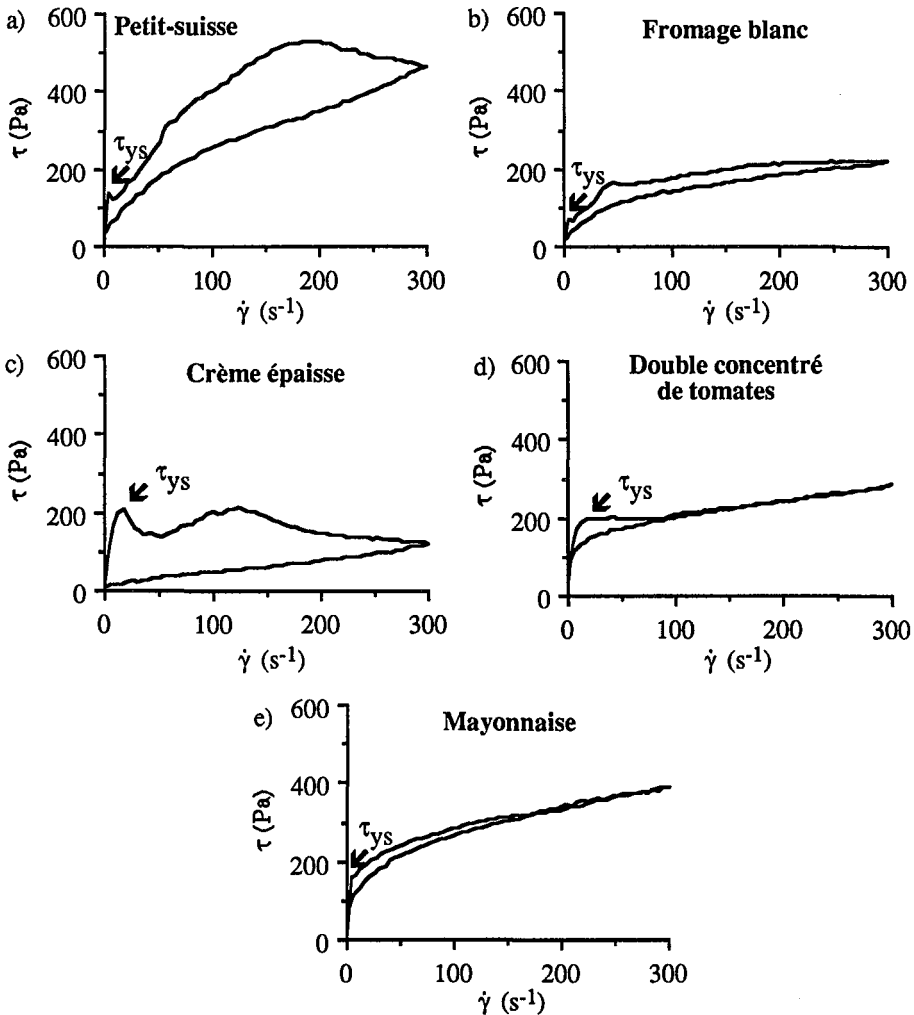 a) Petit-suisse
600
400
200
0
τ (Pa)
τys
0 100 200 300
γ̇ (s-1)
b) Fromage blanc
600
400
200
0
τ (Pa)
τys
0 100 200 300
γ̇ (s-1)
c) Crème épaisse
600
400
200
0
τ (Pa)
τys
0 100 200 300
γ̇ (s-1)
d) Double concentré
de tomates
600
400
200
0
τ (Pa)
τys
0 100 200 300
γ̇ (s-1)
e) Mayonnaise
600
400
200
0
τ (Pa)
τys
0 100 200 300
γ̇ (s-1)